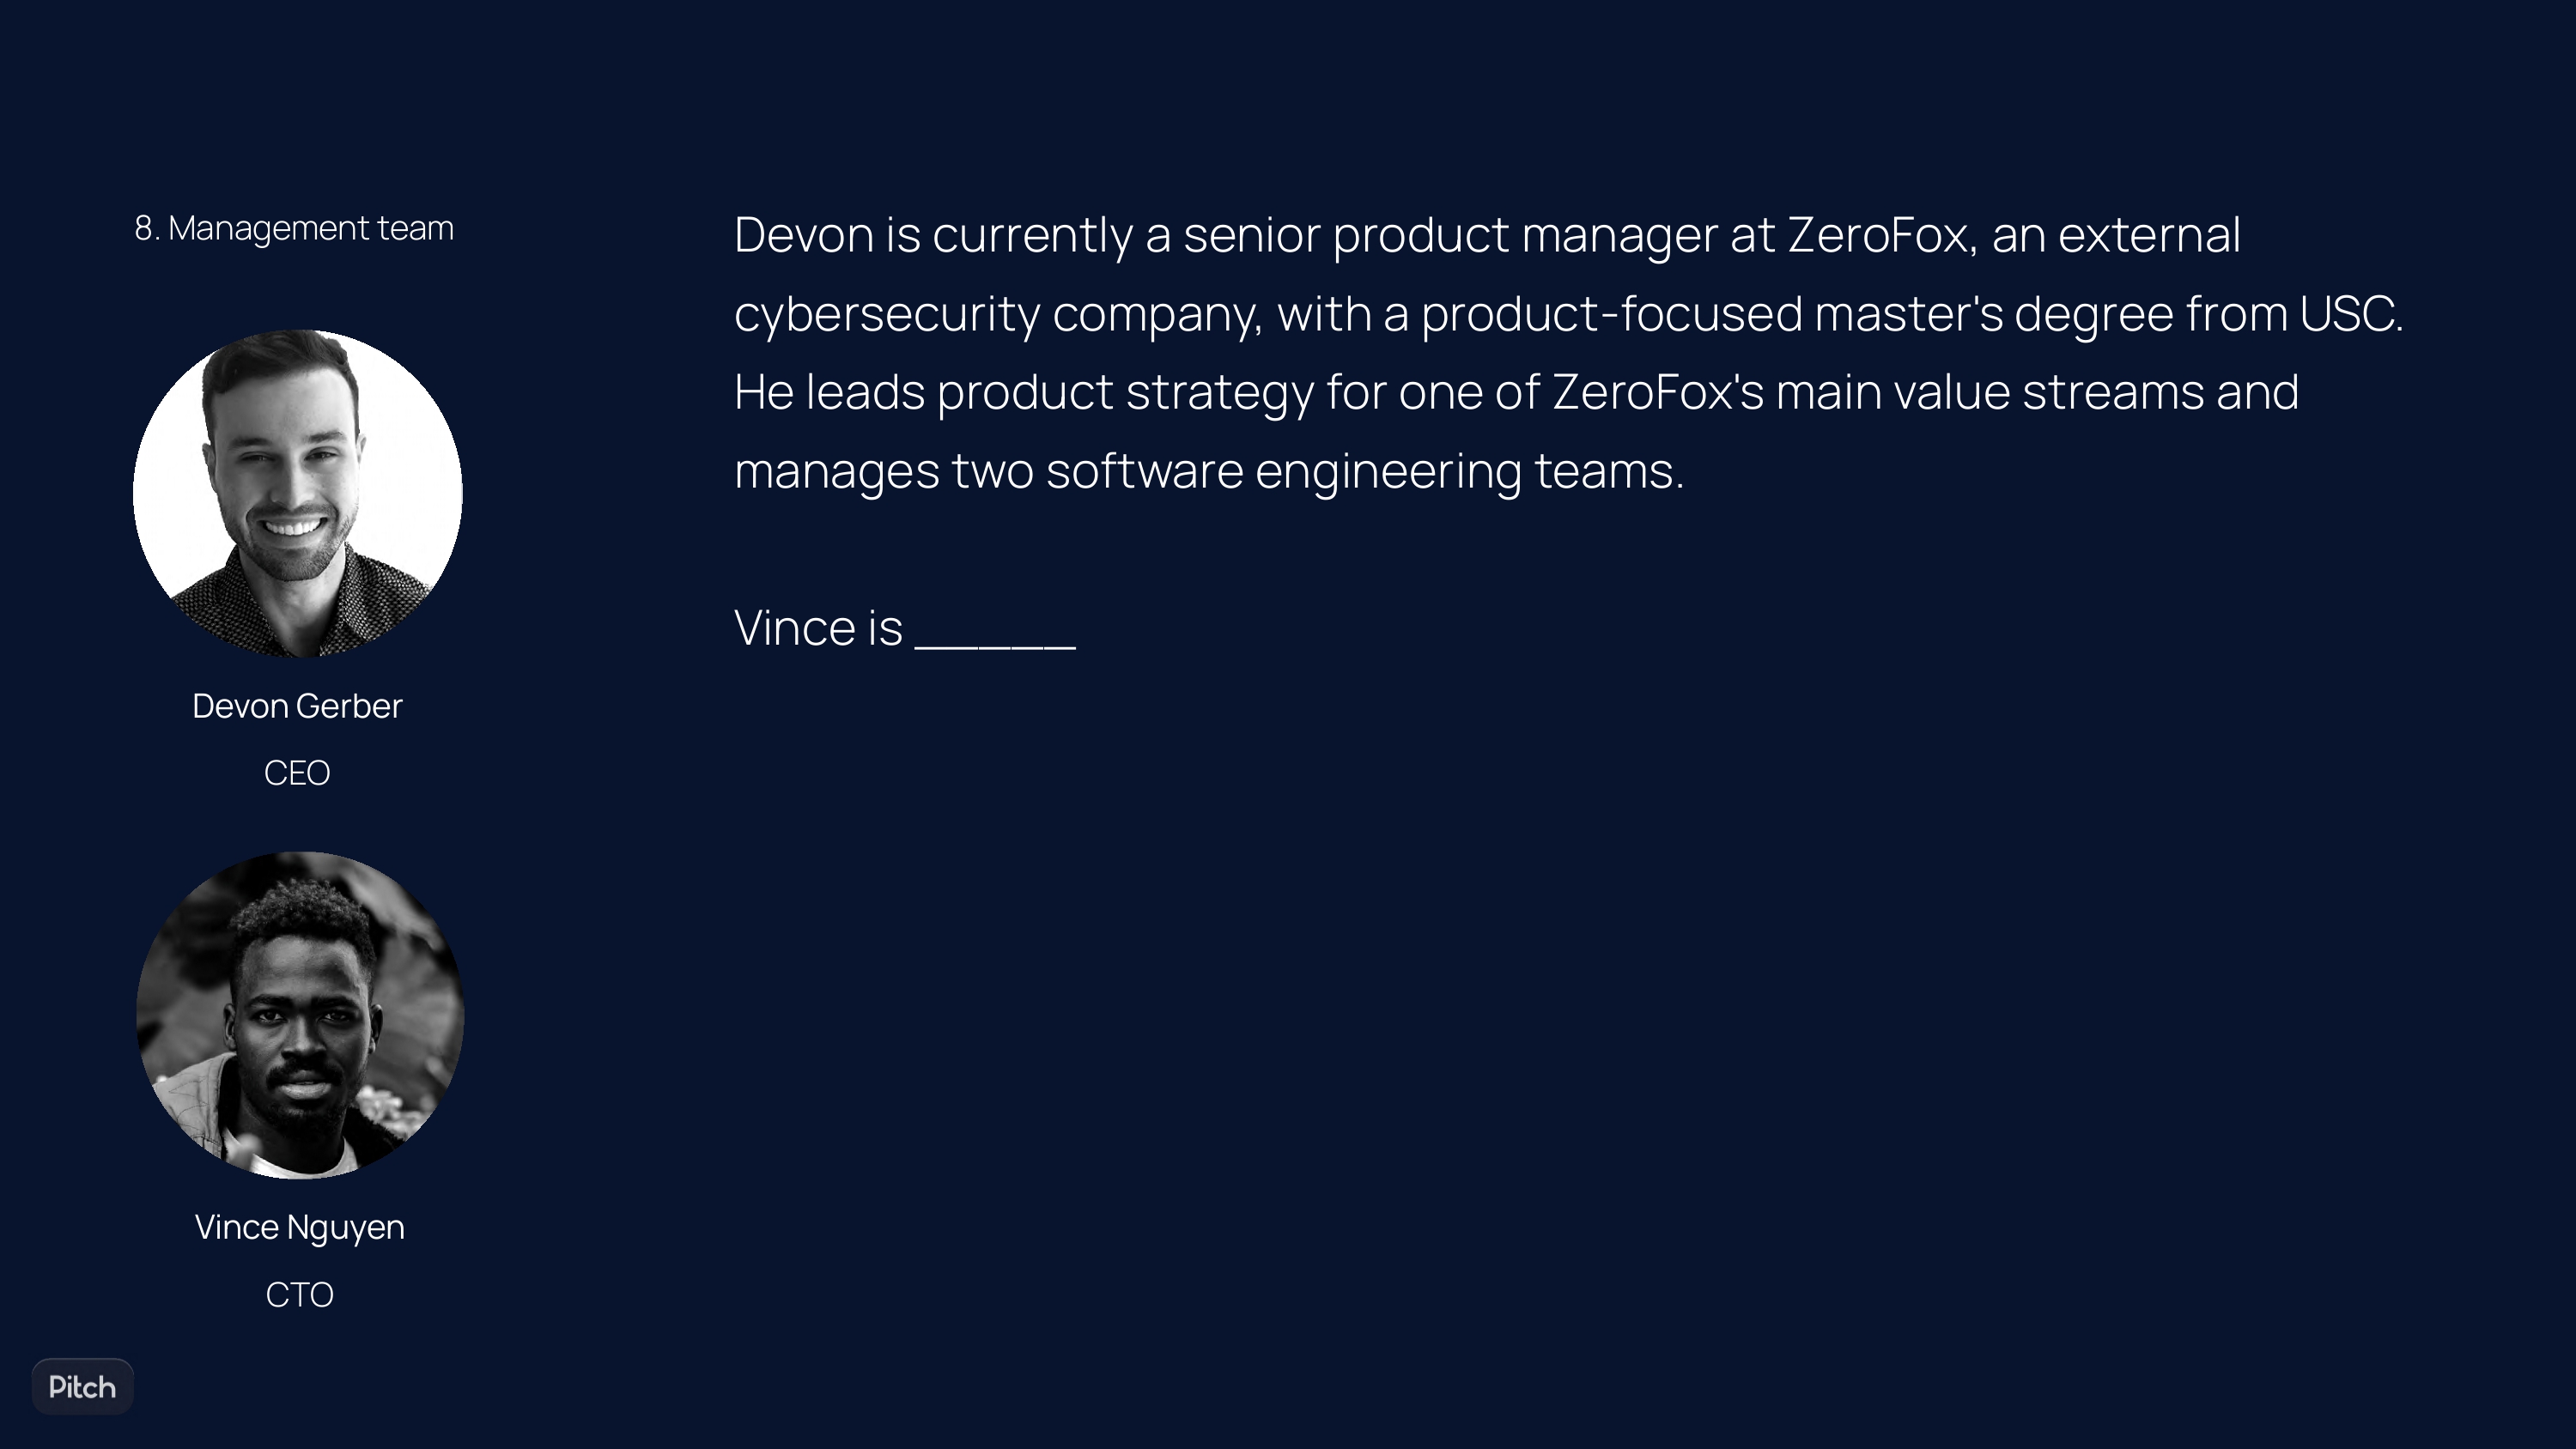 8. Management team
Devon Gerber
CEO
Vince Nguyen
CTO
Devon is currently a senior product manager at ZeroFox, an external
cybersecurity company, with a product-focused master's degree from USC.
He leads product strategy for one of ZeroFox's main value streams and
manages two software engineering teams.
Vince is _____
Pitch